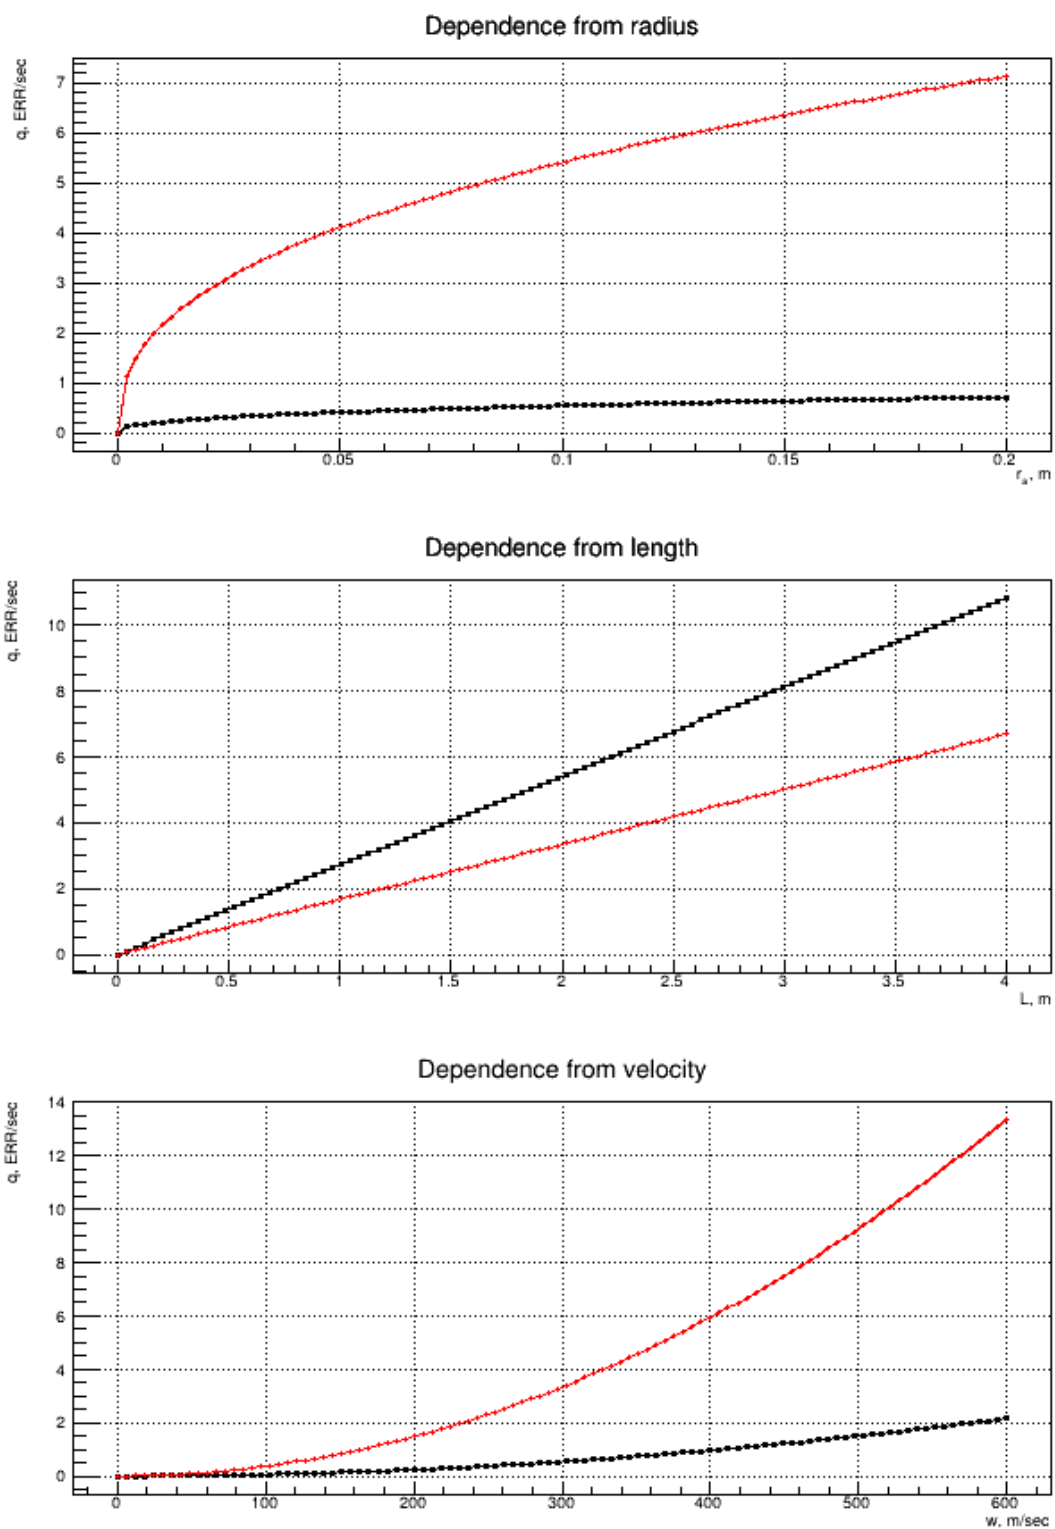 Dependence from radius
q, ERR/sec
7
6
5
4
3
2
1
0
0 0.05 0.1 0.15 0.2
rₐ, m
Dependence from length
q, ERR/sec
10
8
6
4
2
0
0 0.5 1 1.5 2 2.5 3 3.5 4
L, m
Dependence from velocity
q, ERR/sec
14
12
10
8
6
4
2
0
0 100 200 300 400 500 600
w, m/sec